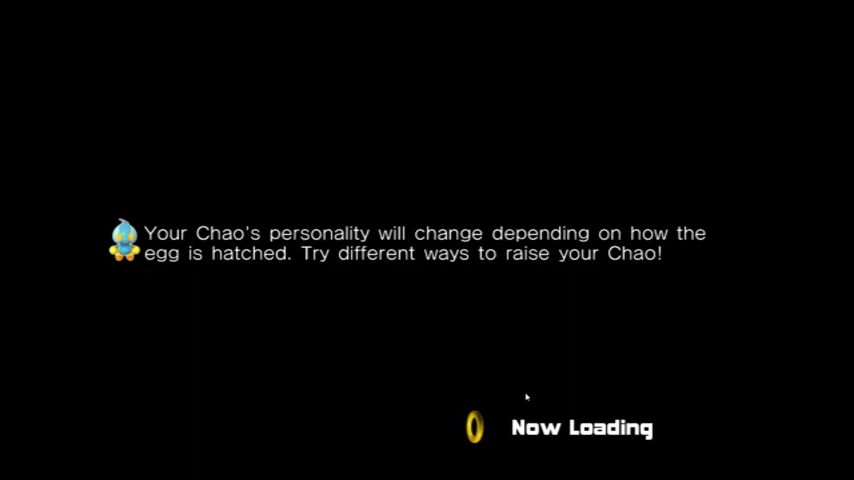 Your Chao's personality will change depending on how the
egg is hatched. Try different ways to raise your Chao!
Now Loading